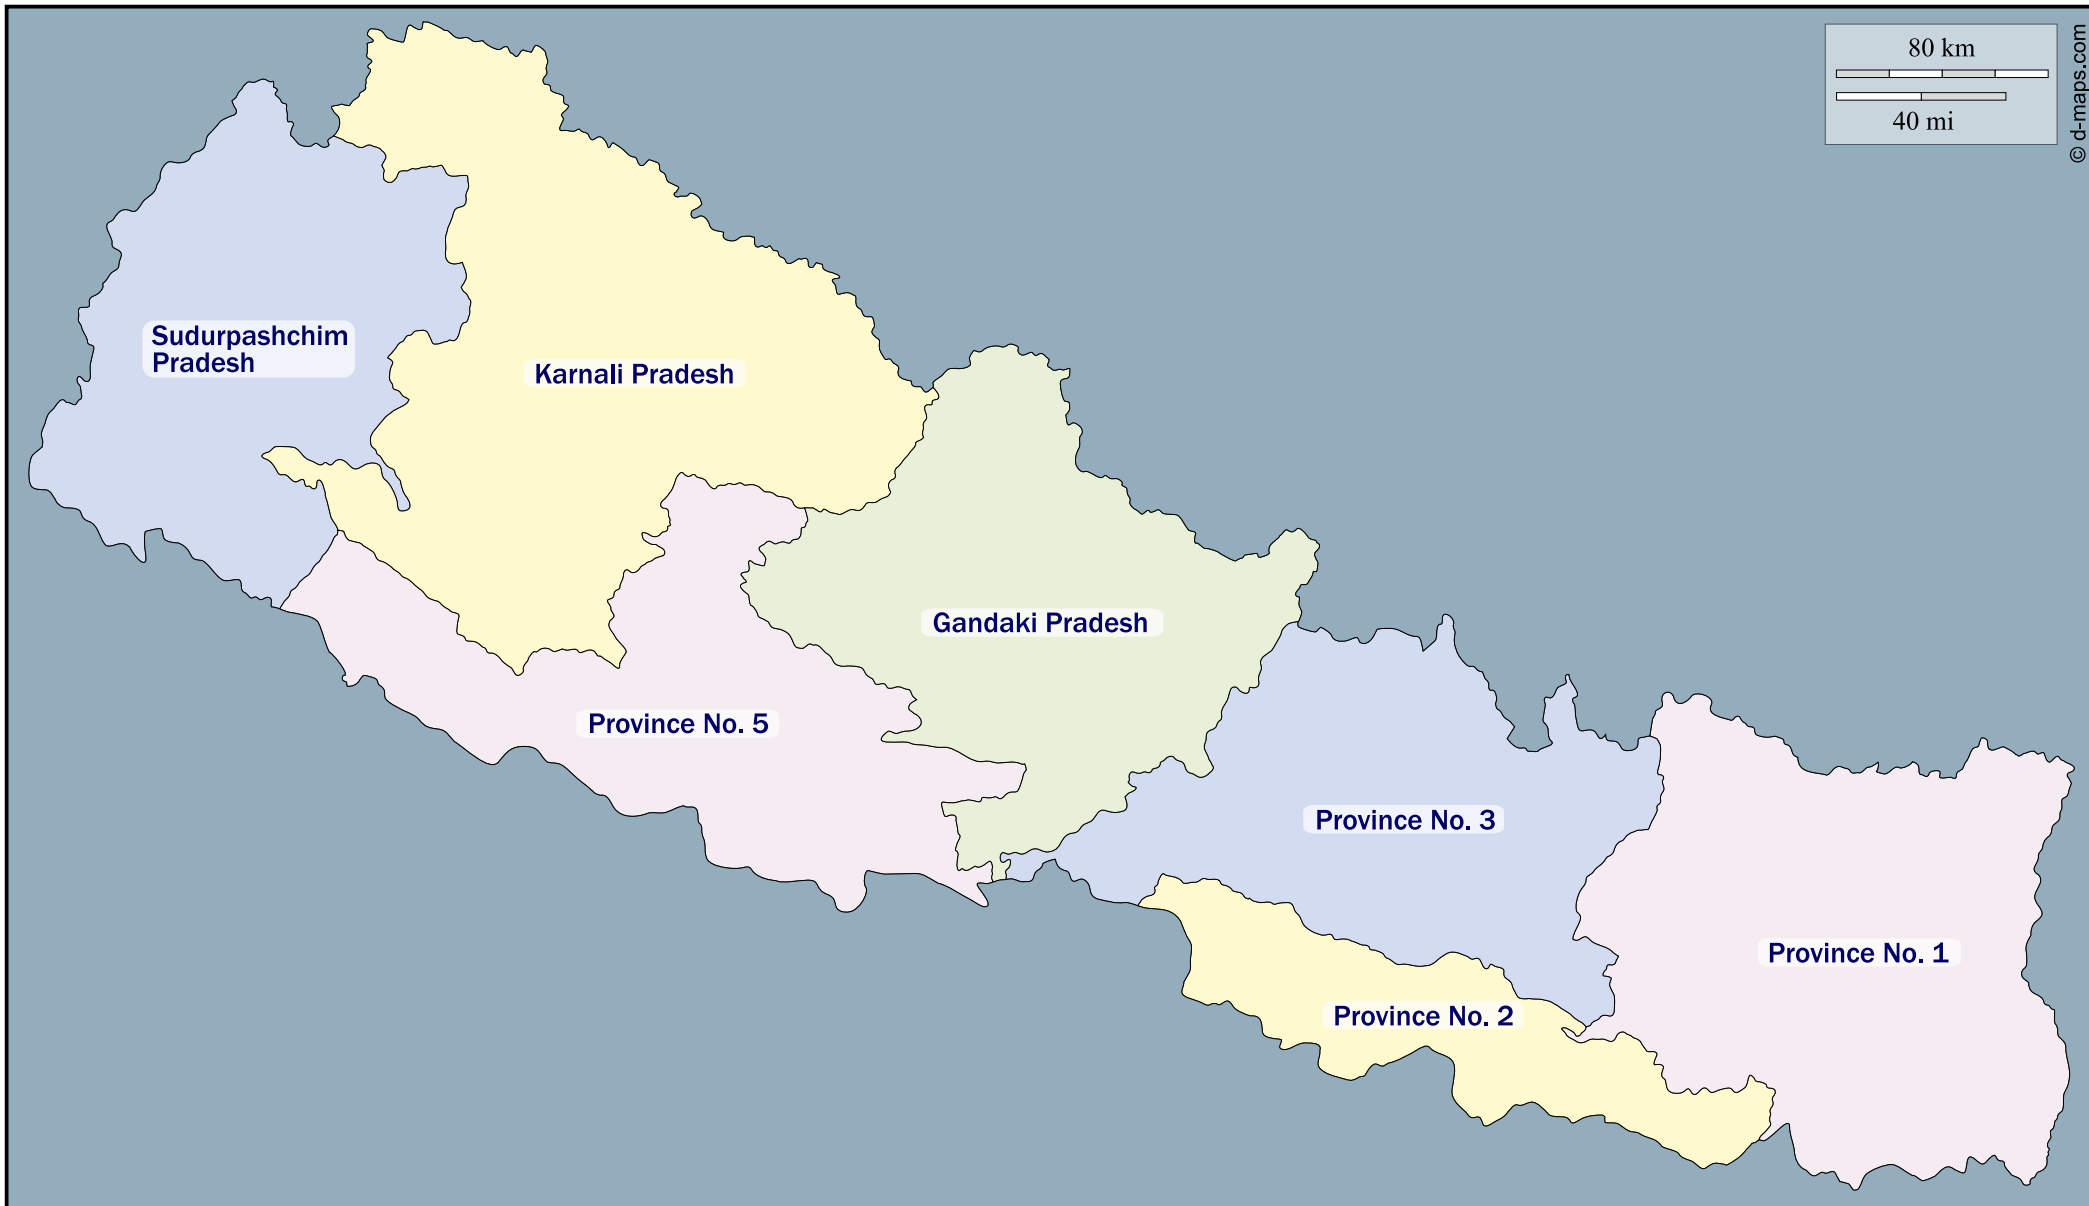 80 km
40 mi
© d-maps.com
Sudurpashchim
Pradesh
Karnali Pradesh
Gandaki Pradesh
Province No. 5
Province No. 3
Province No. 1
Province No. 2